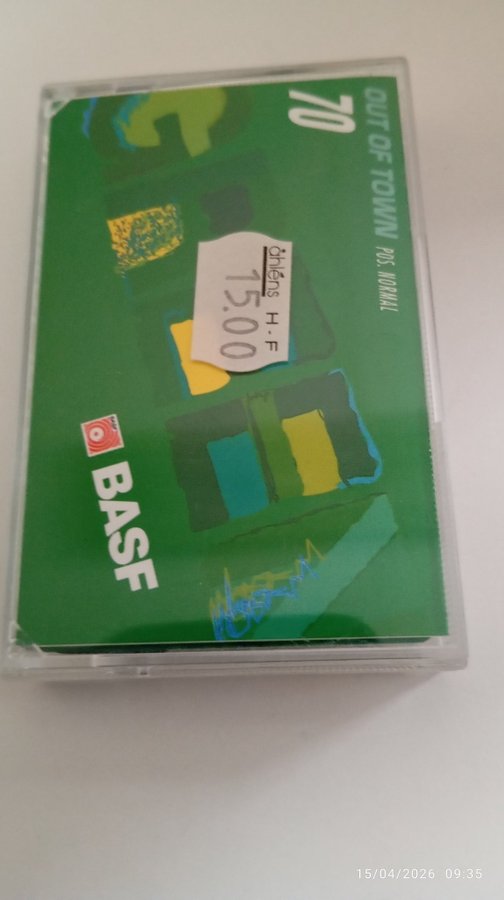 OUT OF TOWN
70
POS. NORMAL
åhléns
H - F
15.00
BASF
15/04/2026 09:35